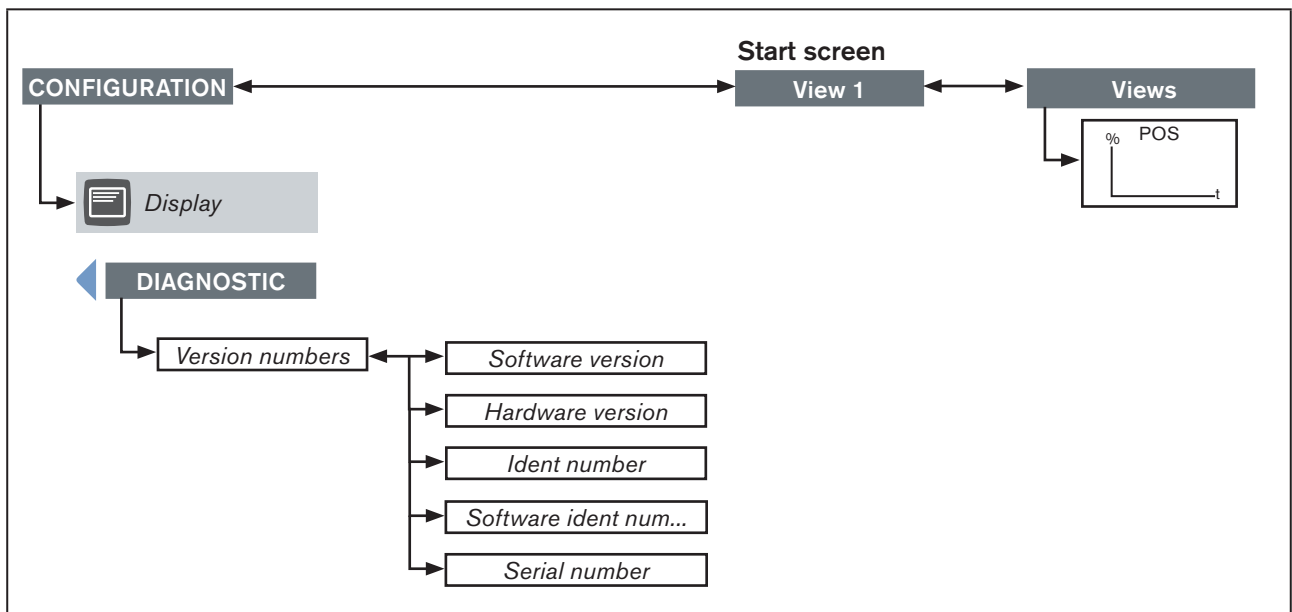 Start screen
CONFIGURATION
View 1
Views
% POS
t
Display
DIAGNOSTIC
Version numbers
Software version
Hardware version
Ident number
Software ident num...
Serial number